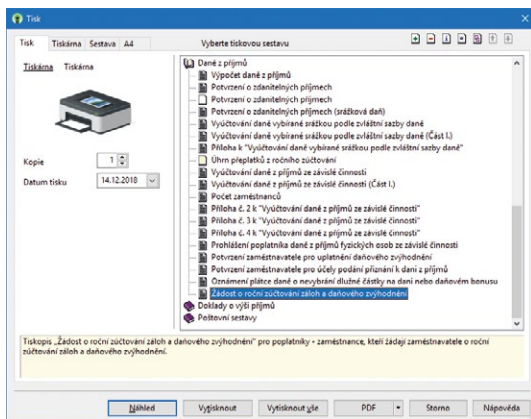 Tisk
Tisk Tiskárna Sestava A4
Vyberte tiskovou sestavu
Tiskárna Tiskárna
Kopie 1
Datum tisku 14.12.2018
Daně z příjmů
Výpočet daně z příjmů
Potvrzení o zdanitelných příjmech
Potvrzení o zdanitelných příjmech
Potvrzení o zdanitelných příjmech (srážková daň)
Vyúčtování daně vybírané srážkou podle zvláštní sazby daně
Vyúčtování daně vybírané srážkou podle zvláštní sazby daně (Část I.)
Příloha k "Vyúčtování daně vybírané srážkou podle zvláštní sazby daně"
Úhrn přeplatků z ročního zúčtování
Vyúčtování daně z příjmů ze závislé činnosti
Vyúčtování daně z příjmů ze závislé činnosti (Část I.)
Počet zaměstnanců
Příloha č. 2 k "Vyúčtování daně z příjmů ze závislé činnosti"
Příloha č. 3 k "Vyúčtování daně z příjmů ze závislé činnosti"
Příloha č. 4 k "Vyúčtování daně z příjmů ze závislé činnosti"
Prohlášení poplatníka daně z příjmů fyzických osob ze závislé činnosti
Potvrzení zaměstnavatele pro uplatnění daňového zvýhodnění
Potvrzení zaměstnavatele pro účely podání přiznání k dani z příjmů
Oznámení plátce daně o nevybrání dlužné částky na dani nebo daňovém bonusu
Žádost o roční zúčtování záloh a daňového zvýhodnění
Doklady o výši příjmů
Poštovní sestavy
Tiskopis „Žádost o roční zúčtování záloh a daňového zvýhodnění" pro poplatníky - zaměstnance, kteří žádají zaměstnavatele o roční
zúčtování záloh a daňového zvýhodnění.
Náhled Vytisknout Vytisknout vše PDF Storno Nápověda